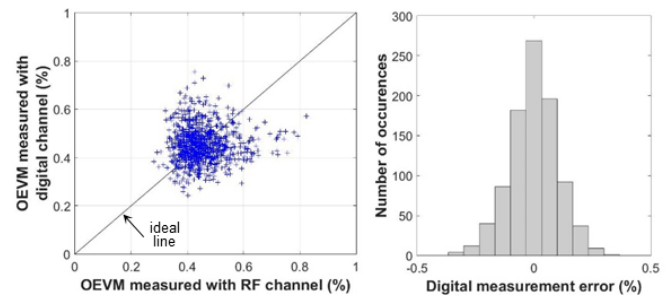 OEVM measured with
digital channel (%)
1
0.8
0.6
0.4
0.2
0
ideal
line
0 0.2 0.4 0.6 0.8 1
OEVM measured with RF channel (%)
Number of occurences
300
250
200
150
100
50
0
-0.5 0 0.5
Digital measurement error (%)